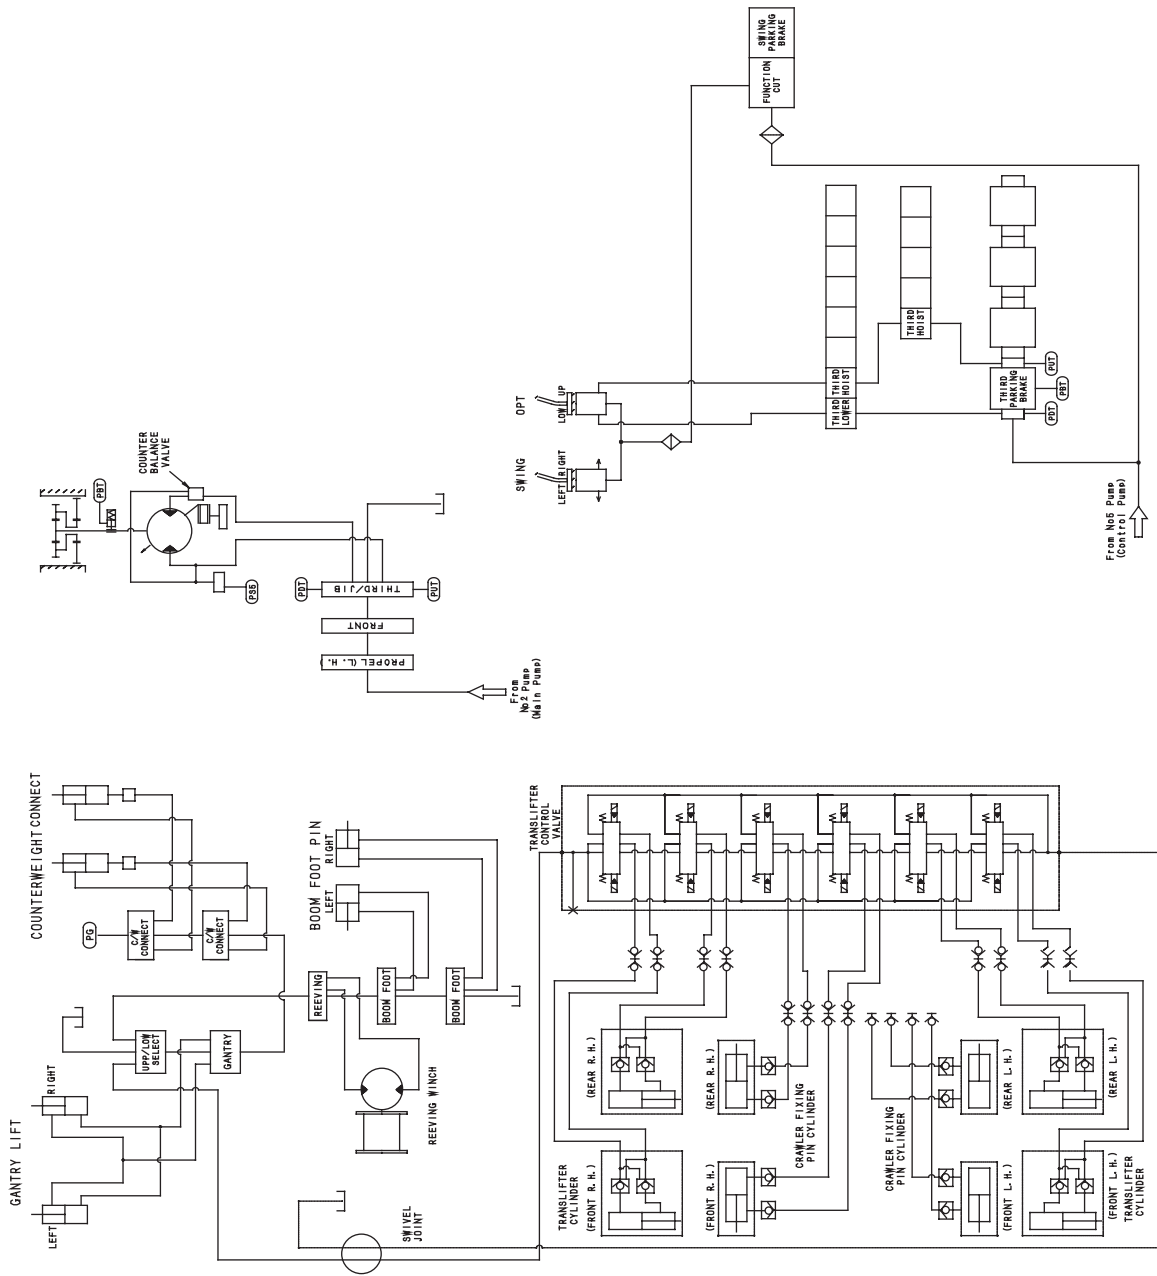 SWING
PARKING
BRAKE
FUNCTION
CUT
THIRD
HOIST
THIRD
PARKING
BRAKE
PUT
PBT
PDT
THIRD
HOIST
THIRD
LOWER
OPT
UP
LOW
SWING
RIGHT
LEFT
From No5 Pump
(Control Pump)
COUNTER
BALANCE
VALVE
PBT
PS5
PDT
THIRD/JIB
PUT
FRONT
PROPEL(L.H.)
From
No2 Pump
(Main Pump)
COUNTERWEIGHT CONNECT
PG
C/W
CONNECT
C/W
CONNECT
BOOM FOOT PIN
RIGHT
LEFT
REEVING
BOOM FOOT
BOOM FOOT
UPP/LOW
SELECT
GANTRY
GANTRY LIFT
RIGHT
LEFT
REEVING WINCH
SWIVEL
JOINT
TRANSLIFTER
CONTROL
VALVE
(REAR R.H.)
(REAR R.H.)
CRAWLER FIXING
PIN CYLINDER
CRAWLER FIXING
PIN CYLINDER
(REAR L.H.)
(REAR L.H.)
TRANSLIFTER
CYLINDER
(FRONT R.H.)
(FRONT R.H.)
(FRONT L.H.)
(FRONT L.H.)
TRANSLIFTER
CYLINDER